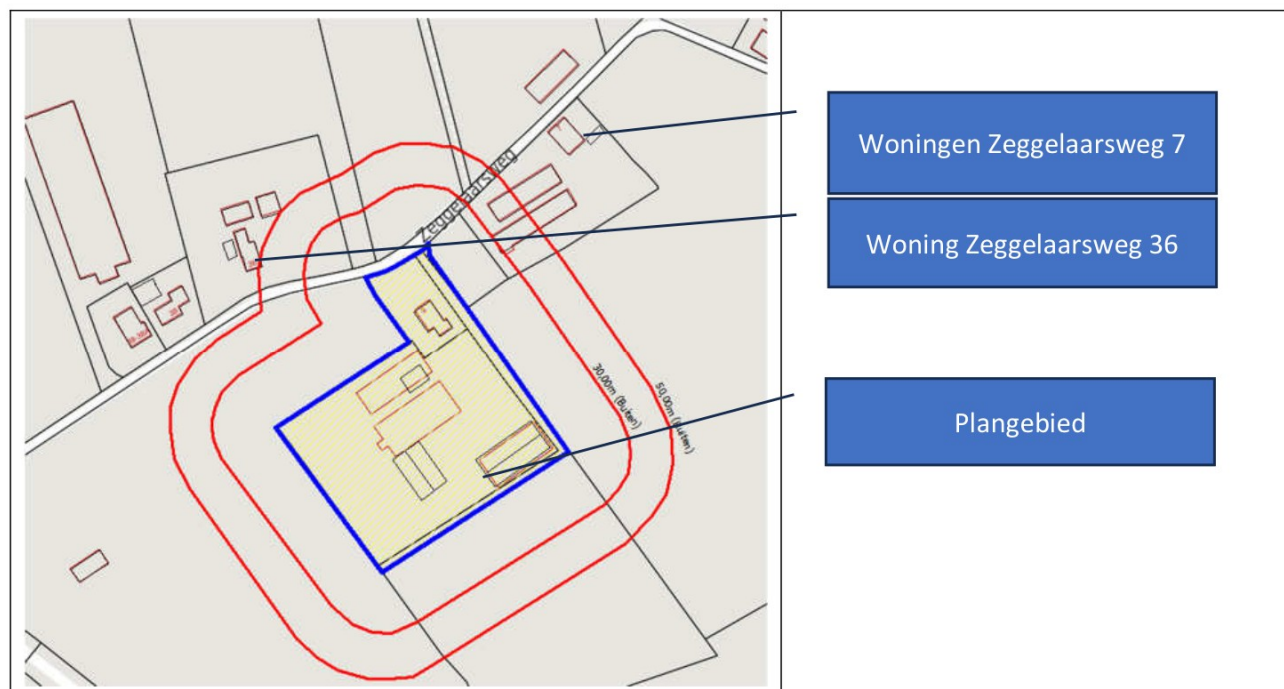 Zeggelaarsweg
30,00m (Buiten)
50,00m (Buiten)
Woningen Zeggelaarsweg 7
Woning Zeggelaarsweg 36
Plangebied